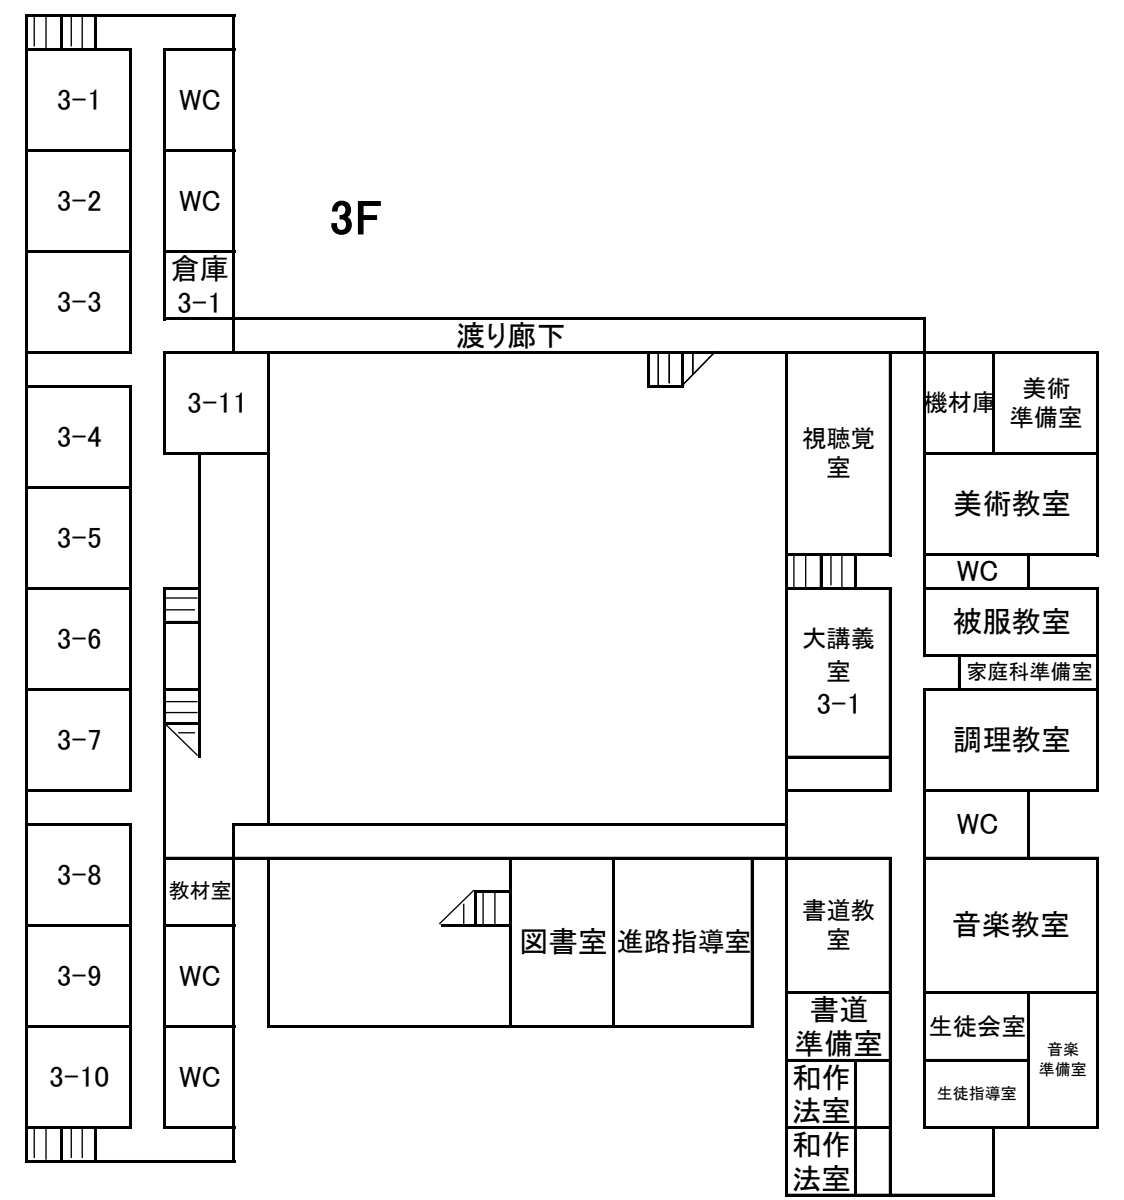 3-1
WC
3-2
WC
3F
倉庫
3-1
3-3
渡り廊下
3-11
3-4
視聴覚
室
機材庫
美術
準備室
美術教室
3-5
WC
3-6
大講義
室
3-1
被服教室
家庭科準備室
3-7
調理教室
WC
3-8
教材室
書道教
室
音楽教室
図書室
進路指導室
3-9
WC
書道
準備室
生徒会室
音楽
準備室
3-10
WC
和作
法室
生徒指導室
和作
法室